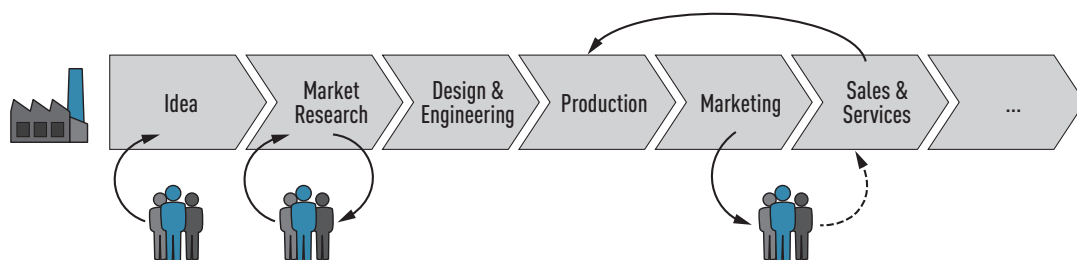 Idea
Market
Research
Design &
Engineering
Production
Marketing
Sales &
Services
...